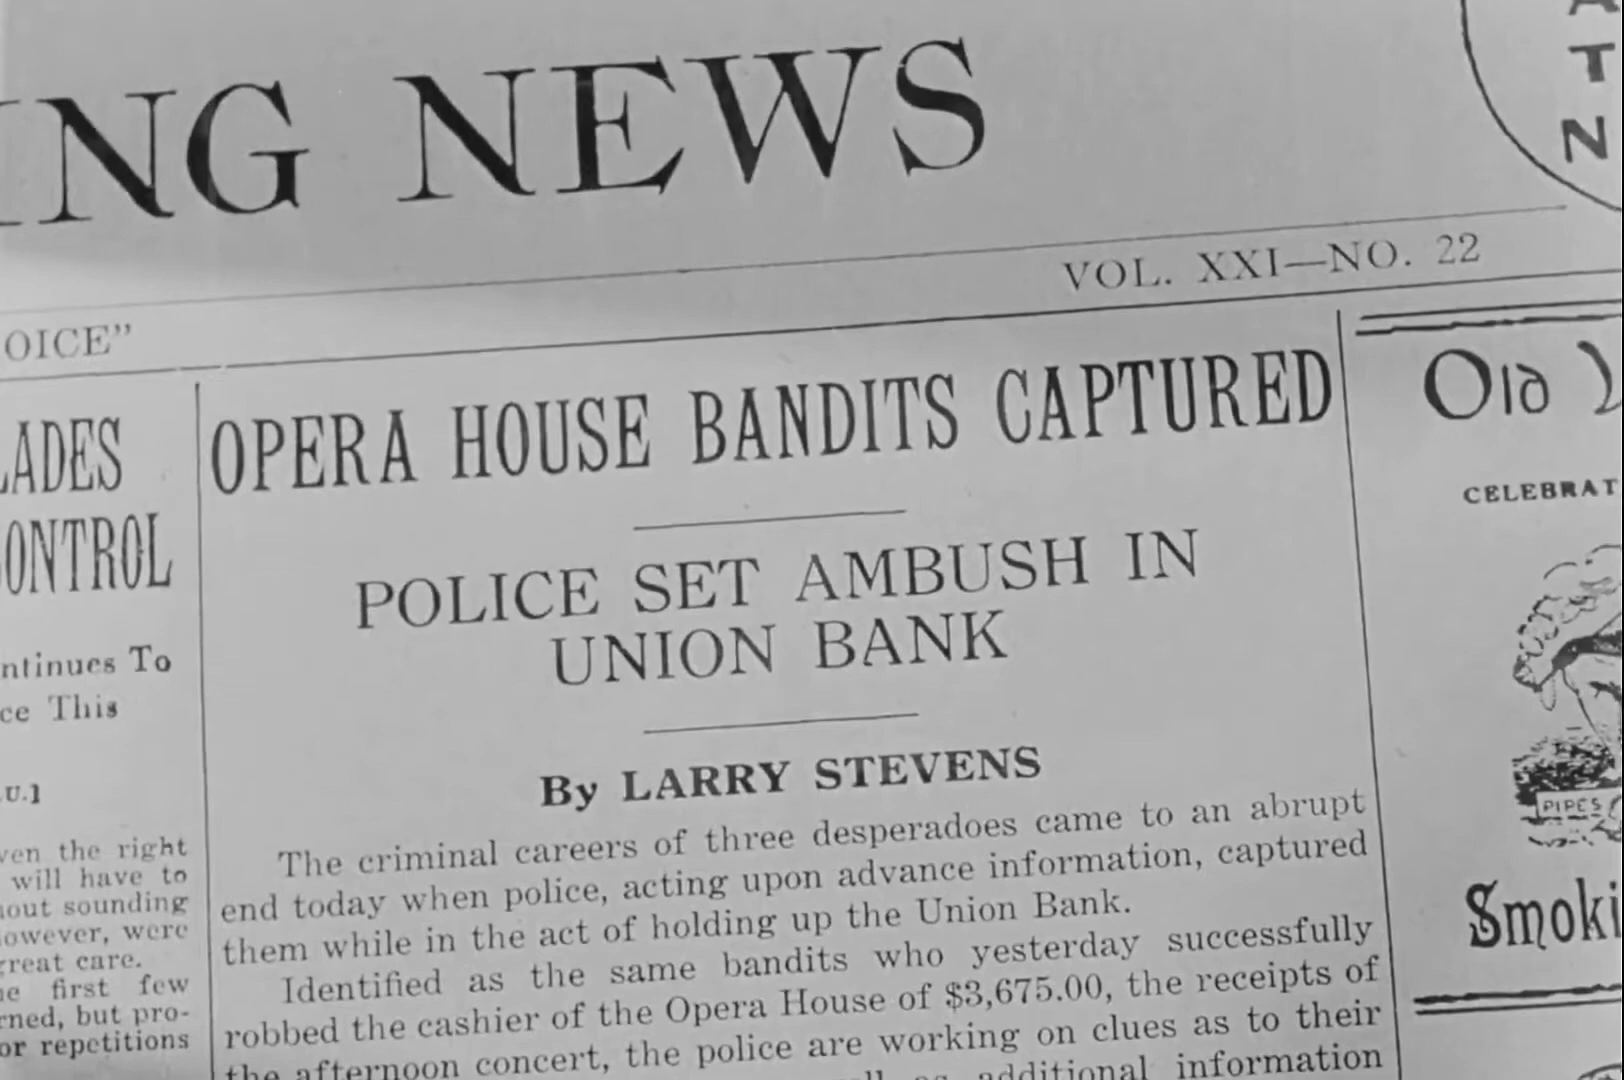 NG NEWS
A
T
N
VOL. XXI—NO. 22
OICE"
LADES
ONTROL
ntinues To
ce This
.U.]
ven the right
will have to
out sounding
owever, were
reat care.
e first few
rned, but pro-
or repetitions
OPERA HOUSE BANDITS CAPTURED
POLICE SET AMBUSH IN
UNION BANK
By LARRY STEVENS
The criminal careers of three desperadoes came to an abrupt
end today when police, acting upon advance information, captured
them while in the act of holding up the Union Bank.
Identified as the same bandits who yesterday successfully
robbed the cashier of the Opera House of $3,675.00, the receipts of
the afternoon concert, the police are working on clues as to their
additional information
Old
CELEBRAT
PIPES
Smoki